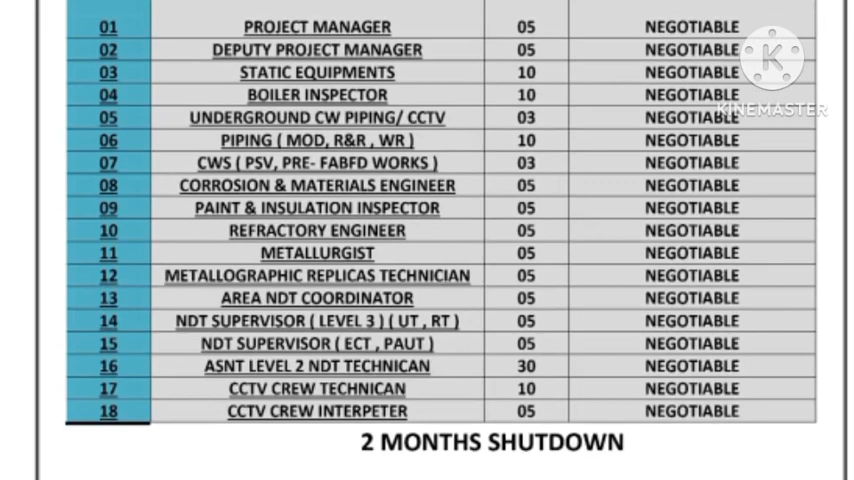 01 PROJECT MANAGER 05 NEGOTIABLE
02 DEPUTY PROJECT MANAGER 05 NEGOTIABLE
03 STATIC EQUIPMENTS 10 NEGOTIABLE
04 BOILER INSPECTOR 10 NEGOTIABLE
05 UNDERGROUND CW PIPING/ CCTV 03 NEGOTIABLE
KINEMASTER
06 PIPING ( MOD, R&R , WR ) 10 NEGOTIABLE
07 CWS ( PSV, PRE- FABFD WORKS ) 03 NEGOTIABLE
08 CORROSION & MATERIALS ENGINEER 05 NEGOTIABLE
09 PAINT & INSULATION INSPECTOR 05 NEGOTIABLE
10 REFRACTORY ENGINEER 05 NEGOTIABLE
11 METALLURGIST 05 NEGOTIABLE
12 METALLOGRAPHIC REPLICAS TECHNICIAN 05 NEGOTIABLE
13 AREA NDT COORDINATOR 05 NEGOTIABLE
14 NDT SUPERVISOR ( LEVEL 3 ) ( UT , RT ) 05 NEGOTIABLE
15 NDT SUPERVISOR ( ECT , PAUT ) 05 NEGOTIABLE
16 ASNT LEVEL 2 NDT TECHNICAN 30 NEGOTIABLE
17 CCTV CREW TECHNICAN 10 NEGOTIABLE
18 CCTV CREW INTERPETER 05 NEGOTIABLE
2 MONTHS SHUTDOWN